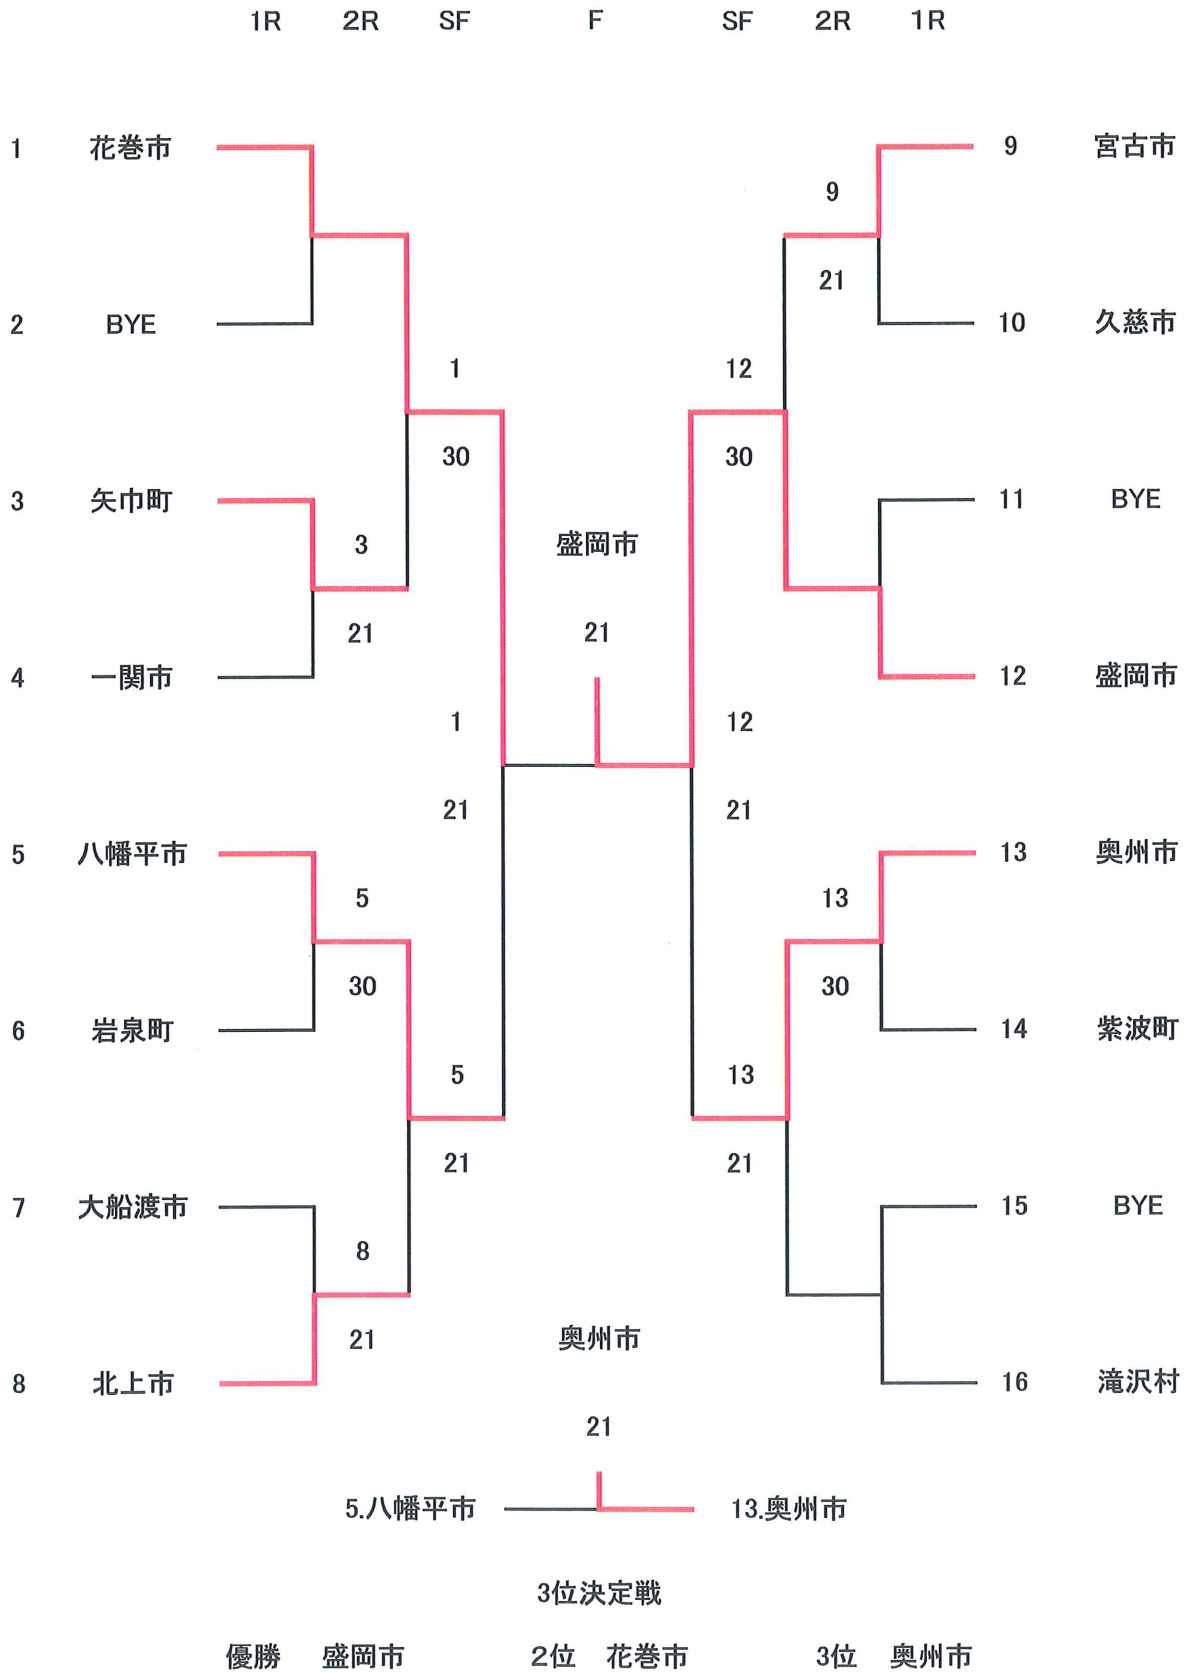 1R 2R SF F SF 2R 1R
1 花巻市 9 宮古市
9
21
2 BYE 10 久慈市
1 12
30 30
3 矢巾町 11 BYE
3 盛岡市
21 21
4 一関市 12 盛岡市
1 12
21 21
5 八幡平市 13 奥州市
5 13
30 30
6 岩泉町 14 紫波町
5 13
21 21
7 大船渡市 15 BYE
8
21 奥州市
8 北上市 16 滝沢村
21
5.八幡平市 13.奥州市
3位決定戦
優勝 盛岡市 2位 花巻市 3位 奥州市